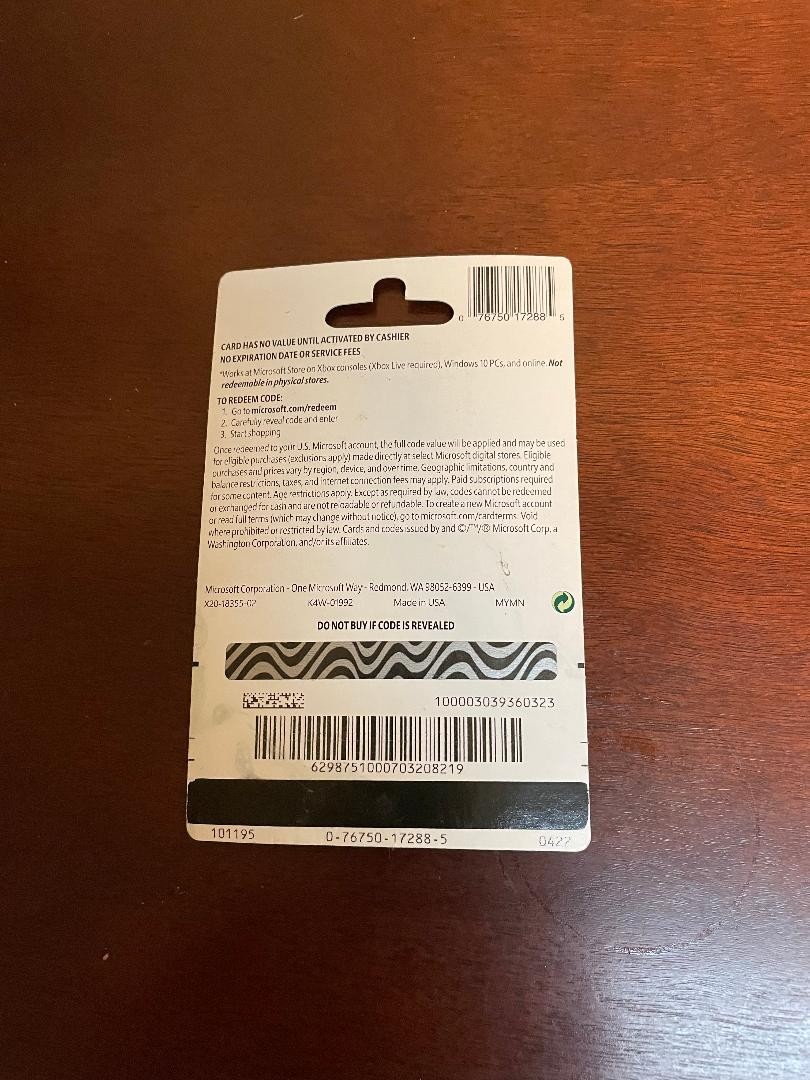 0 76750 17288 5
CARD HAS NO VALUE UNTIL ACTIVATED BY CASHIER
NO EXPIRATION DATE OR SERVICE FEES
*Works at Microsoft Store on Xbox consoles (Xbox Live required), Windows 10 PCs, and online. Not
redeemable in physical stores.
TO REDEEM CODE:
1. Go to microsoft.com/redeem
2. Carefully reveal code and enter
3. Start shopping
Once redeemed to your U.S. Microsoft account, the full code value will be applied and may be used
for eligible purchases (exclusions apply) made directly at select Microsoft digital stores. Eligible
purchases and prices vary by region, device, and over time. Geographic limitations, country and
balance restrictions, taxes, and internet connection fees may apply. Paid subscriptions required
for some content. Age restrictions apply. Except as required by law, codes cannot be redeemed
or exchanged for cash and are not reloadable or refundable. To create a new Microsoft account
or read full terms (which may change without notice), go to microsoft.com/cardterms. Void
where prohibited or restricted by law. Cards and codes issued by and ©/™/® Microsoft Corp, a
Washington Corporation, and/or its affiliates.
Microsoft Corporation - One Microsoft Way - Redmond, WA 98052-6399 - USA
X20-18355-02 K4W-01992 Made in USA MYMN
DO NOT BUY IF CODE IS REVEALED
100003039360323
6298751000703208219
101195 0-76750-17288-5 0422